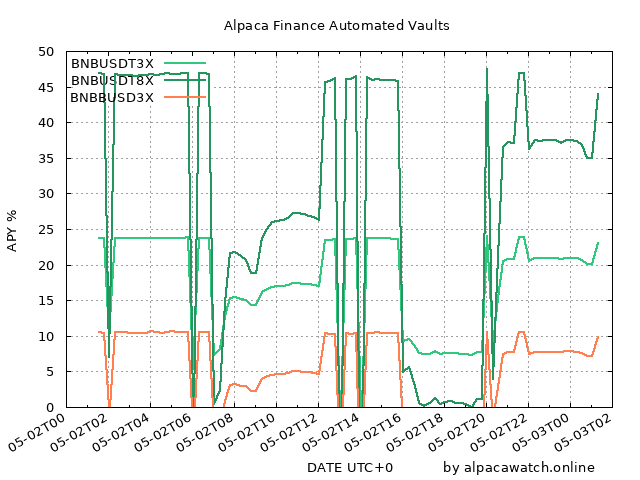 Alpaca Finance Automated Vaults
50
45
40
35
30
25
20
15
10
5
0
APY %
BNBUSDT3X
BNBUSDT8X
BNBBUSD3X
05-02T00
05-02T02
05-02T04
05-02T06
05-02T08
05-02T10
05-02T12
05-02T14
05-02T16
05-02T18
05-02T20
05-02T22
05-03T00
05-03T02
DATE UTC+0
by alpacawatch.online